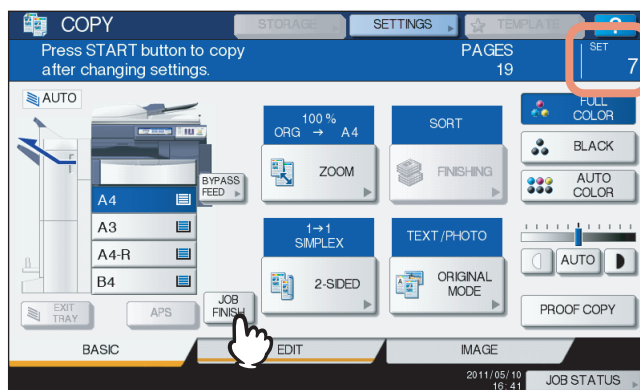 COPY
STORAGE
SETTINGS
TEMPLATE
?
Press START button to copy
after changing settings.
PAGES
19
SET
7
AUTO
100 %
ORG → A4
SORT
FULL
COLOR
ZOOM
FINISHING
BLACK
BYPASS
FEED
AUTO
COLOR
A4
A3
A4-R
B4
1→1
SIMPLEX
TEXT/PHOTO
2-SIDED
ORIGINAL
MODE
AUTO
EXIT
TRAY
APS
JOB
FINISH
PROOF COPY
BASIC
EDIT
IMAGE
2011/05/10
16:41
JOB STATUS